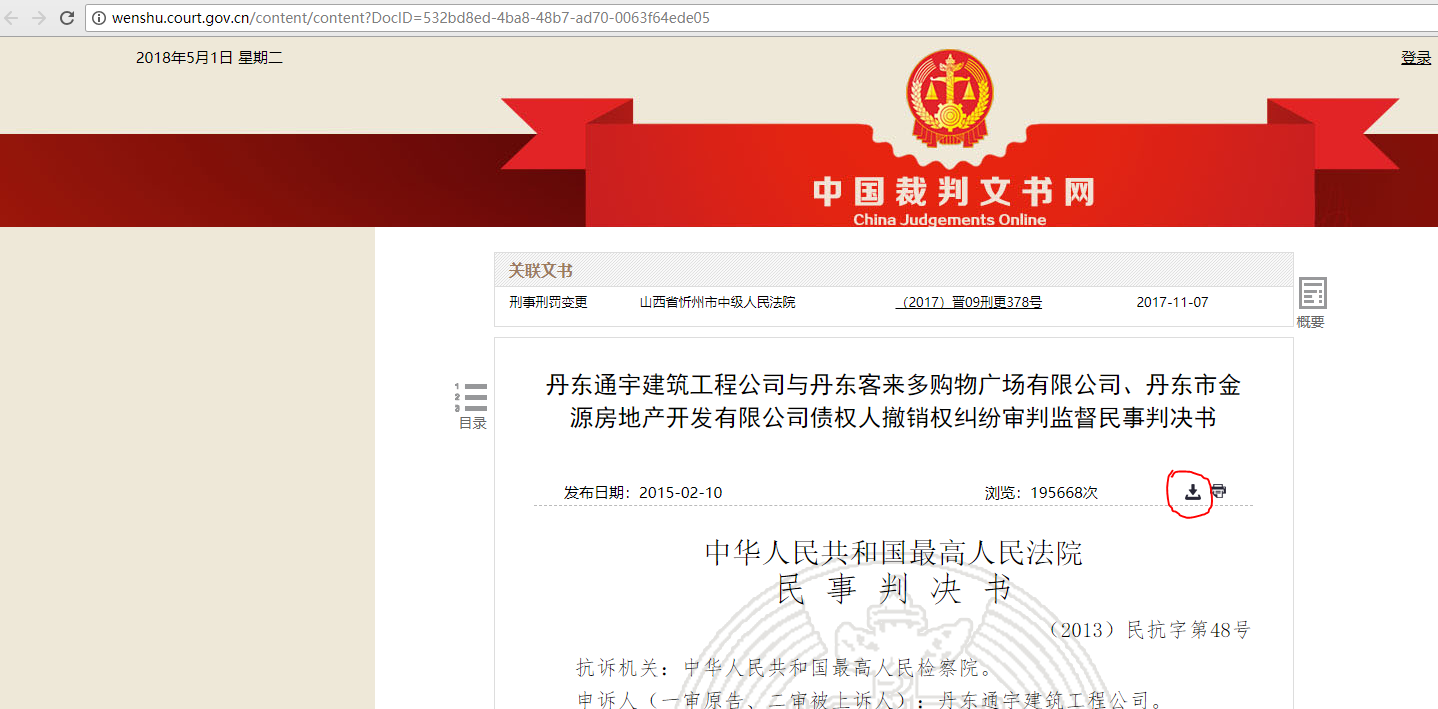 wenshu.court.gov.cn/content/content?DocID=532bd8ed-4ba8-48b7-ad70-0063f64ede05
2018年5月1日 星期二
登录
中国裁判文书网
China Judgements Online
关联文书
刑事刑罚变更 山西省忻州市中级人民法院 (2017)晋09刑更378号 2017-11-07
概要
1
2
3
目录
丹东通宇建筑工程公司与丹东客来多购物广场有限公司、丹东市金
源房地产开发有限公司债权人撤销权纠纷审判监督民事判决书
发布日期：2015-02-10 浏览：195668次
中华人民共和国最高人民法院
民 事 判 决 书
（2013）民抗字第48号
抗诉机关：中华人民共和国最高人民检察院。
申诉人（一审原告、二审被上诉人）：丹东通宇建筑工程公司。